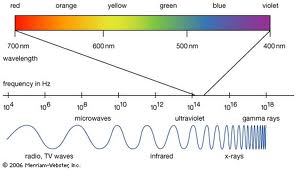 red orange yellow green blue violet
700 nm 600 nm 500 nm 400 nm
frequency in Hz
10⁴ 10⁶ 10⁸ 10¹⁰ 10¹² 10¹⁴ 10¹⁶ 10¹⁸
microwaves ultraviolet gamma rays
radio, TV waves infrared x-rays
© 2006 Merriam-Webster, Inc.